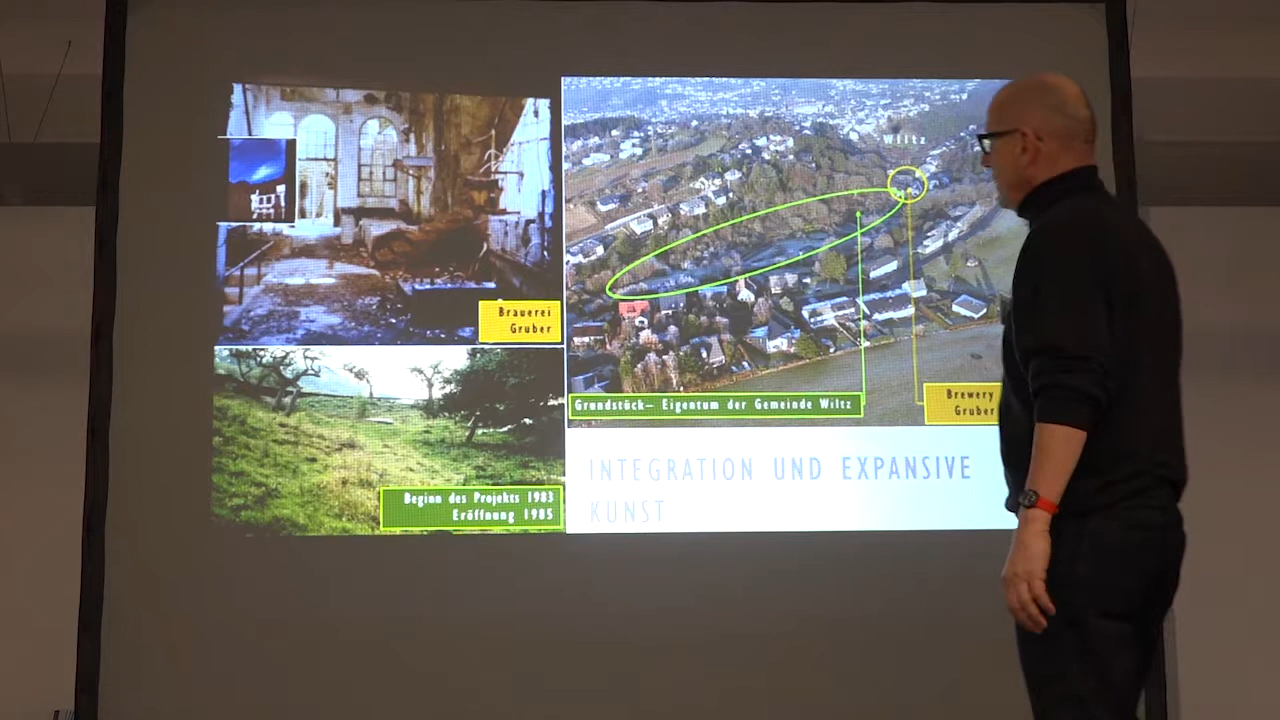 Brauerei
Gruber
Beginn des Projekts 1983
Eröffnung 1985
Wiltz
Grundstück– Eigentum der Gemeinde Wiltz
Brewery
Gruber
INTEGRATION UND EXPANSIVE
KUNST